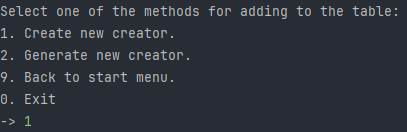 Select one of the methods for adding to the table:
1. Create new creator.
2. Generate new creator.
9. Back to start menu.
0. Exit
-> 1